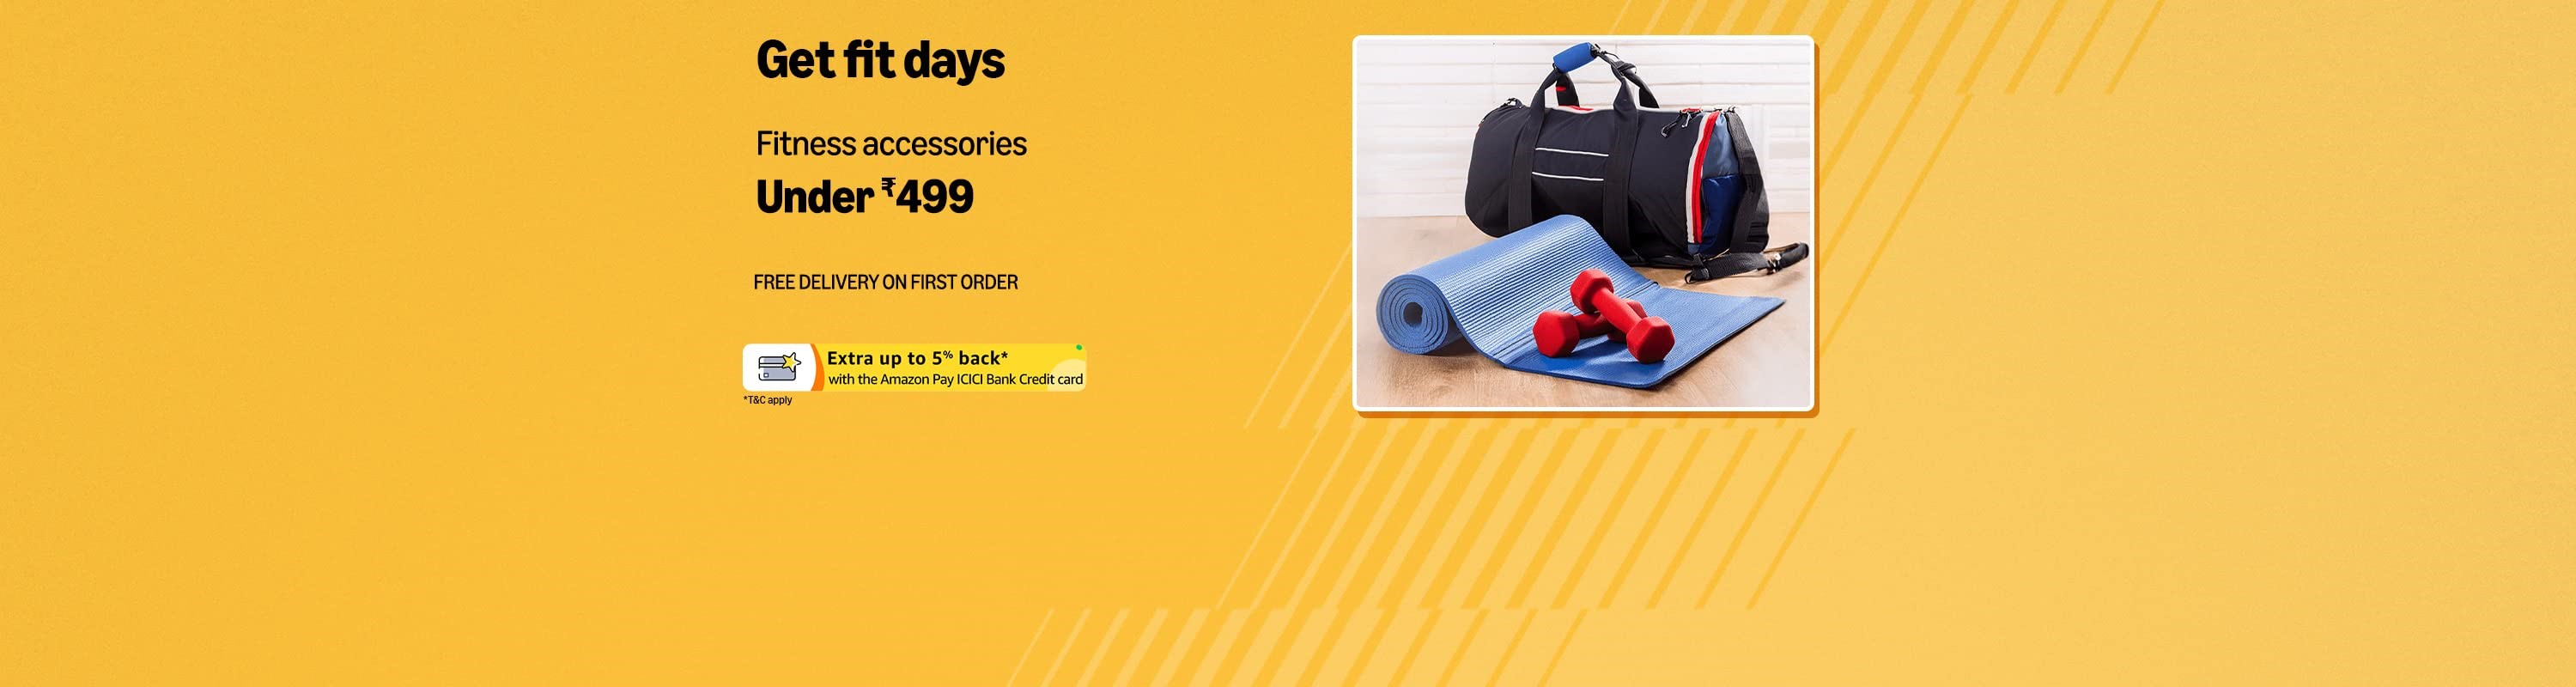 Get fit days
Fitness accessories
Under ₹499
FREE DELIVERY ON FIRST ORDER
Extra up to 5% back*
with the Amazon Pay ICICI Bank Credit card
*T&C apply